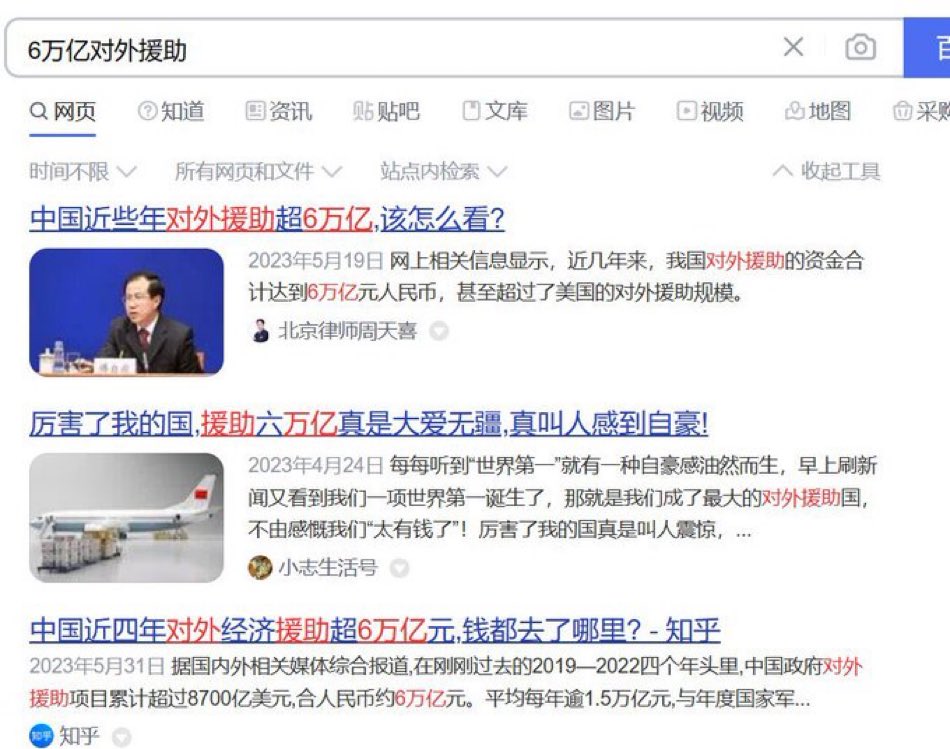 6万亿对外援助
百
网页 知道 资讯 贴吧 文库 图片 视频 地图 采购
时间不限 所有网页和文件 站点内检索 收起工具
中国近些年对外援助超6万亿,该怎么看?
2023年5月19日 网上相关信息显示，近几年来，我国对外援助的资金合
计达到6万亿元人民币，甚至超过了美国的对外援助规模。
北京律师周天喜
厉害了我的国,援助六万亿真是大爱无疆,真叫人感到自豪!
2023年4月24日 每每听到“世界第一”就有一种自豪感油然而生，早上刷新
闻又看到我们一项世界第一诞生了，那就是我们成了最大的对外援助国，
不由感慨我们“太有钱了”！厉害了我的国真是叫人震惊，...
小志生活号
中国近四年对外经济援助超6万亿元,钱都去了哪里? - 知乎
2023年5月31日 据国内外相关媒体综合报道,在刚刚过去的2019—2022四个年头里,中国政府对外
援助项目累计超过8700亿美元,合人民币约6万亿元。平均每年逾1.5万亿元,与年度国家军...
知乎 知乎